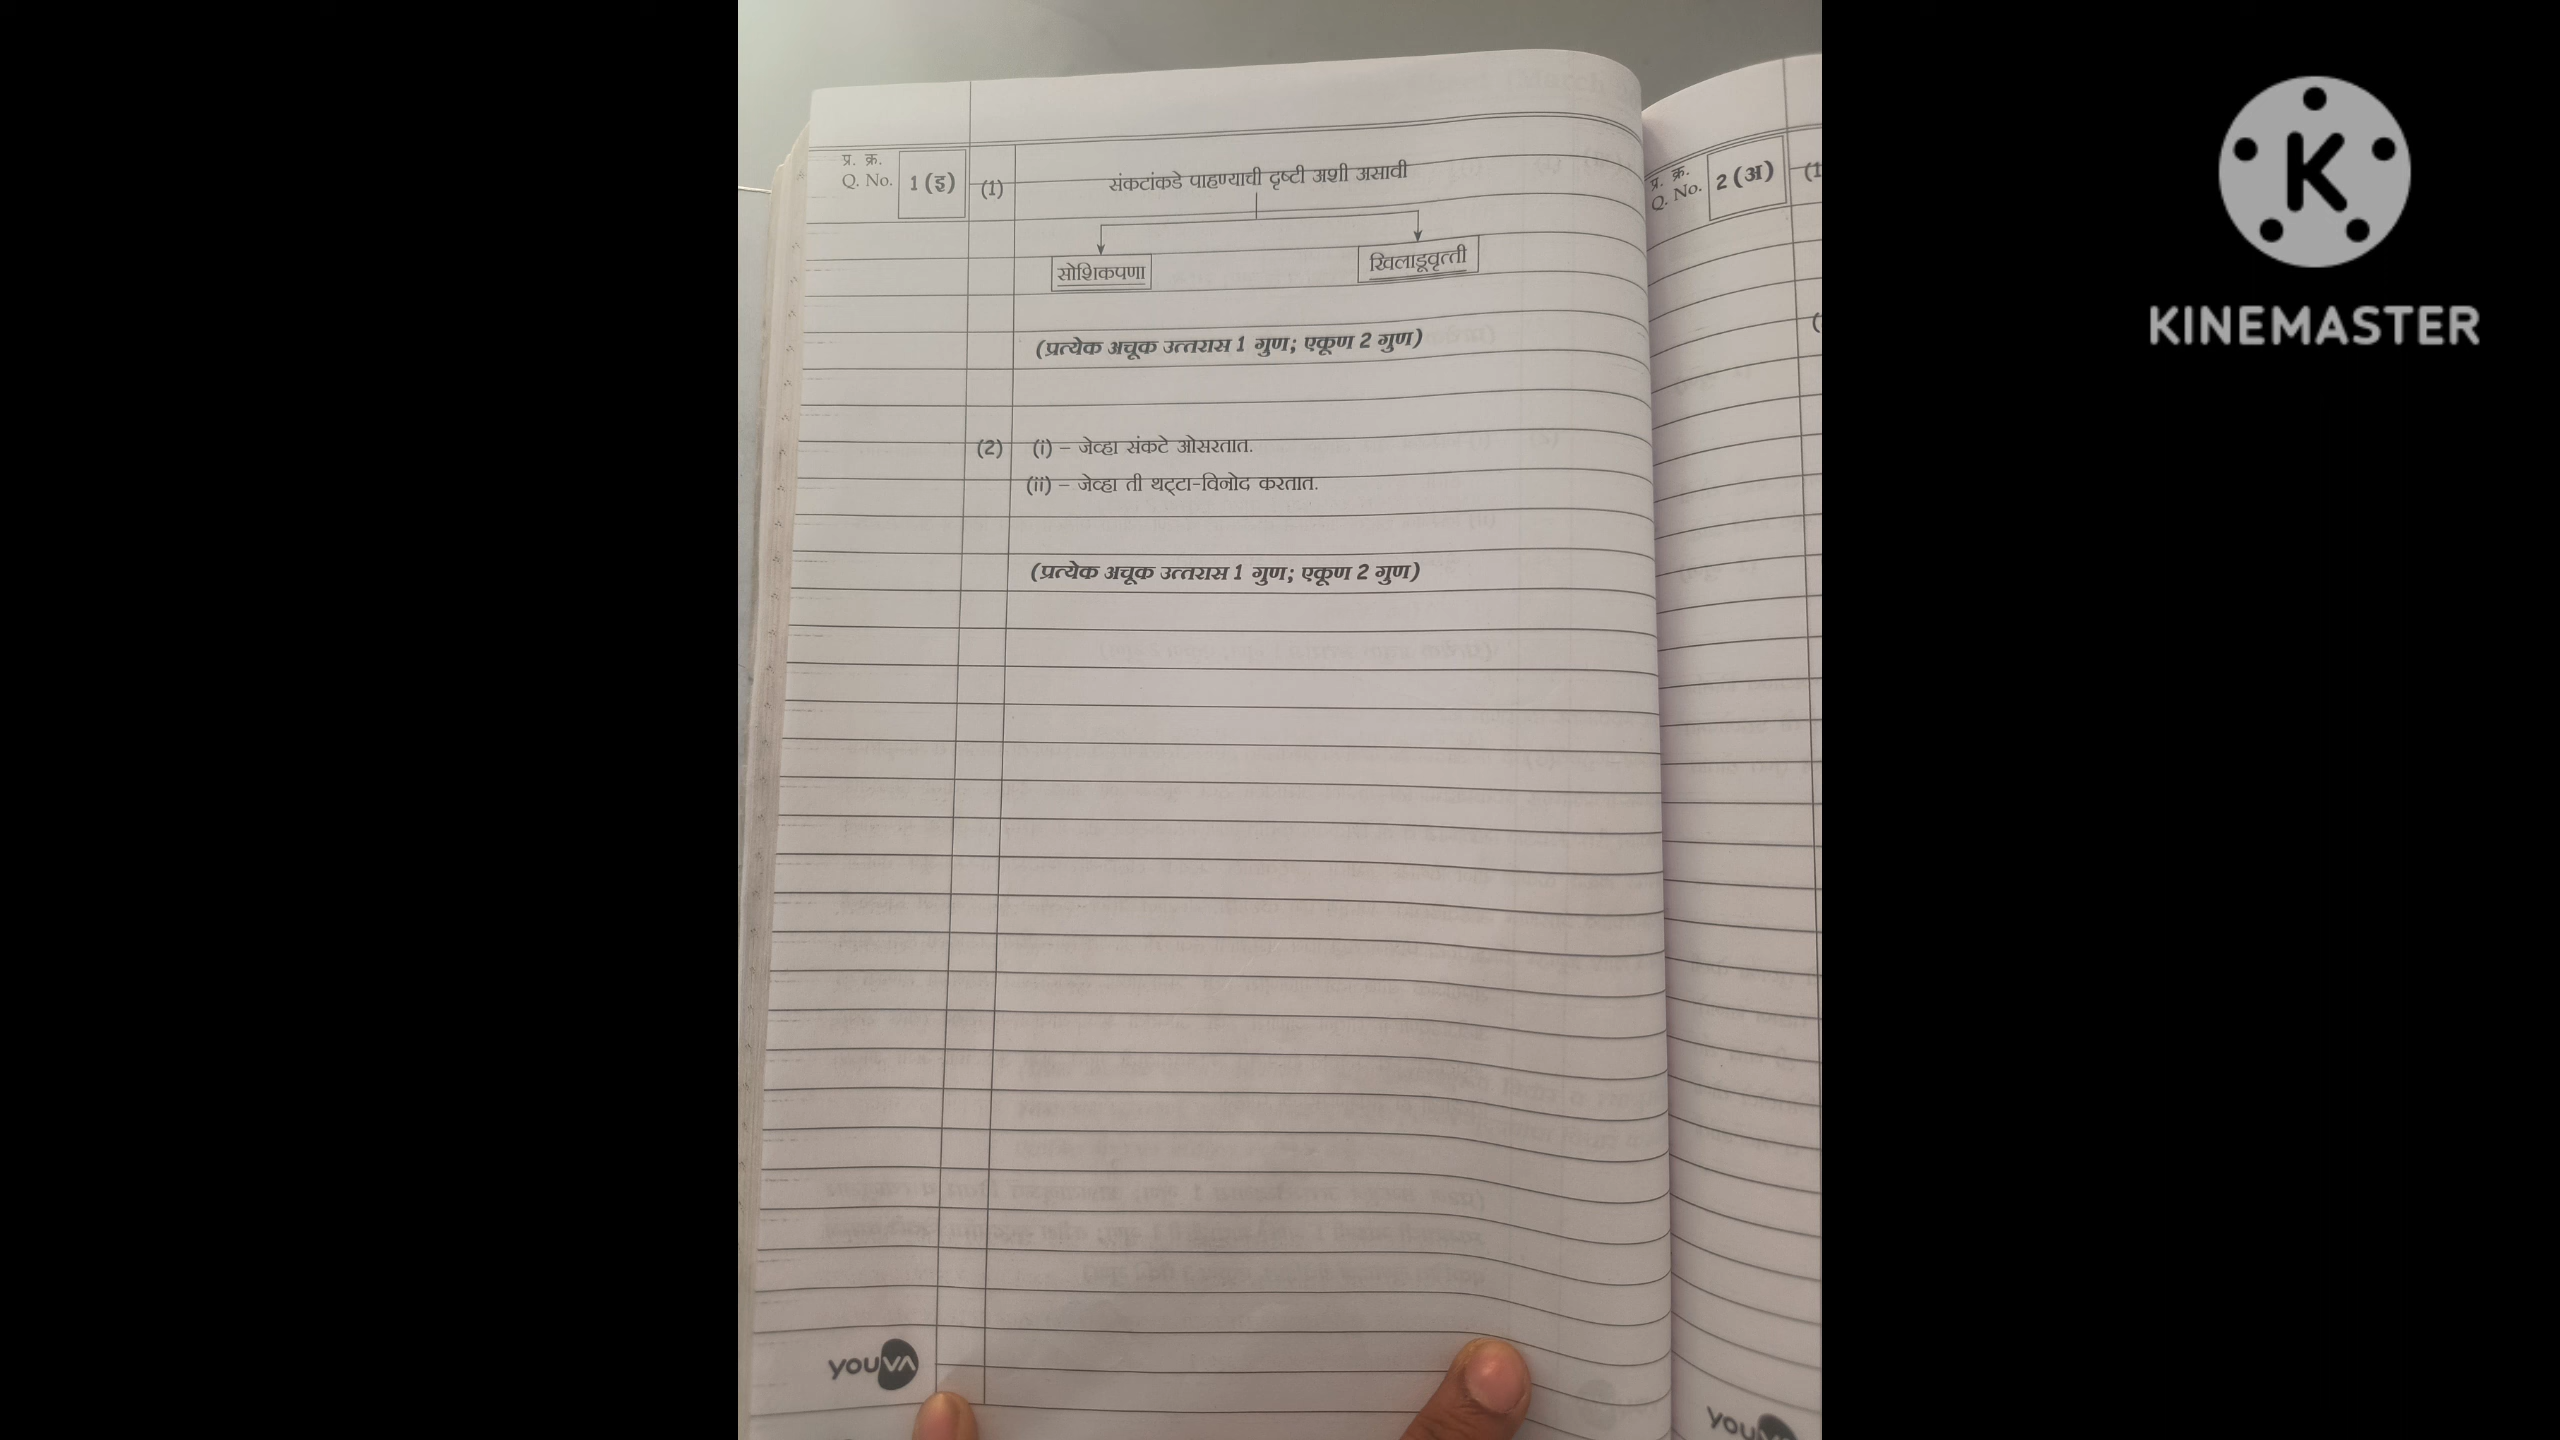 प्र. क्र.
Q. No.
1 (इ)
(1)
संकटांकडे पाहण्याची दृष्टी अशी असावी
सोशिकपणा
खिलाडूवृत्ती
(प्रत्येक अचूक उत्तरास 1 गुण; एकूण 2 गुण)
(2) (i) – जेव्हा संकटे ओसरतात.
(ii) – जेव्हा ती थट्टा-विनोद करतात.
(प्रत्येक अचूक उत्तरास 1 गुण; एकूण 2 गुण)
youva
प्र. क्र.
Q. No.
2 (अ)
KINEMASTER